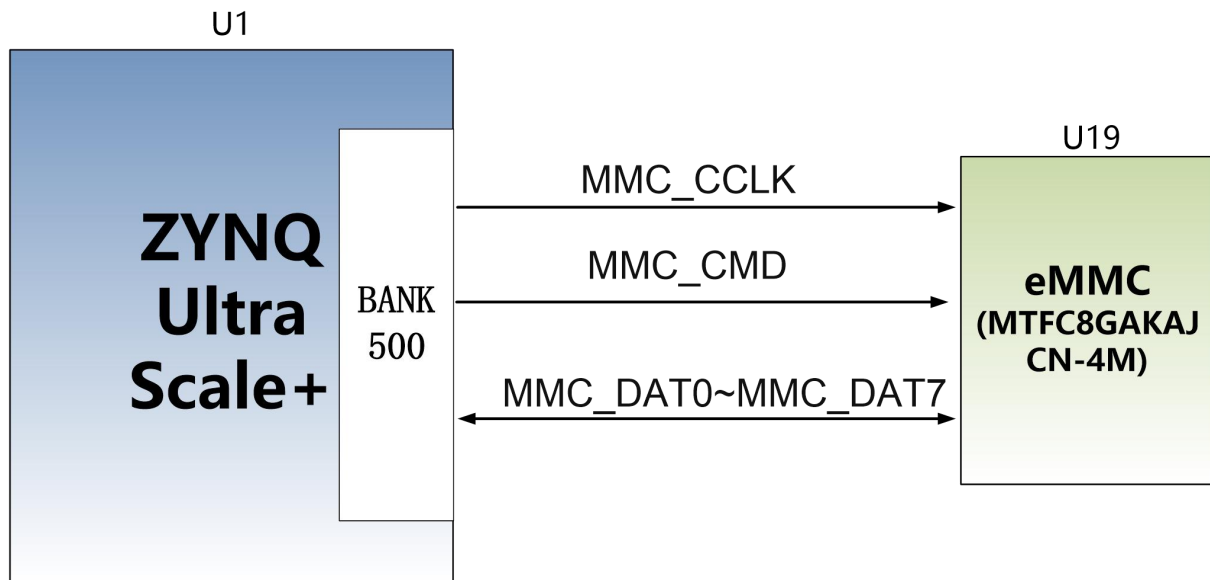 U1
U19
ZYNQ
Ultra
Scale+
BANK
500
MMC_CCLK
MMC_CMD
MMC_DAT0~MMC_DAT7
eMMC
(MTFC8GAKAJ
CN-4M)